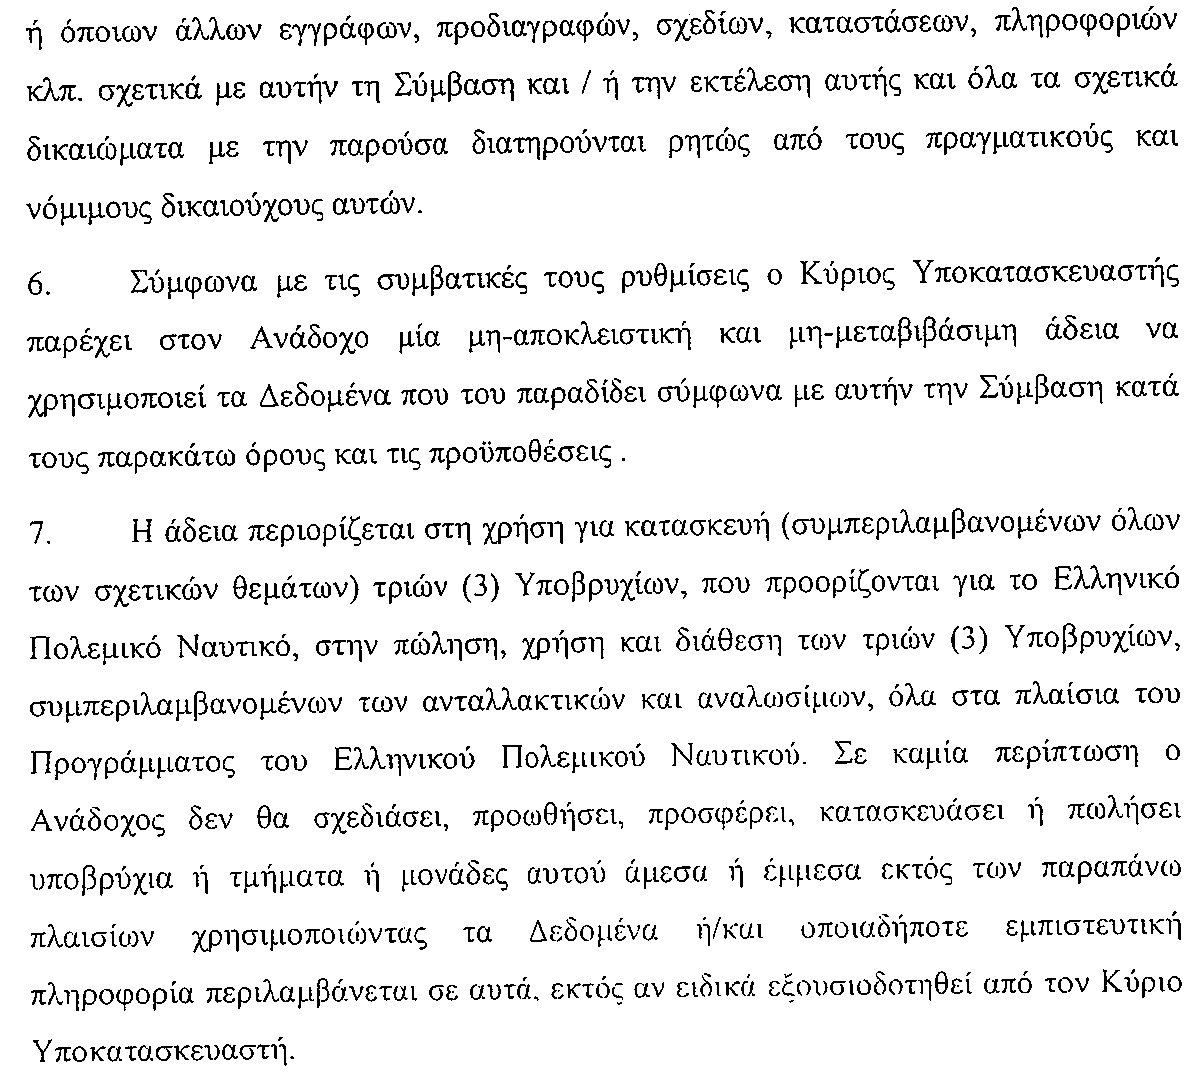 ή όποιων άλλων εγγράφων, προδιαγραφών, σχεδίων, καταστάσεων, πληροφοριών
κλπ. σχετικά με αυτήν τη Σύμβαση και / ή την εκτέλεση αυτής και όλα τα σχετικά
δικαιώματα με την παρούσα διατηρούνται ρητώς από τους πραγματικούς και
νόμιμους δικαιούχους αυτών.
6. Σύμφωνα με τις συμβατικές τους ρυθμίσεις ο Κύριος Υποκατασκευαστής
παρέχει στον Ανάδοχο μία μη-αποκλειστική και μη-μεταβιβάσιμη άδεια να
χρησιμοποιεί τα Δεδομένα που του παραδίδει σύμφωνα με αυτήν την Σύμβαση κατά
τους παρακάτω όρους και τις προϋποθέσεις .
7. Η άδεια περιορίζεται στη χρήση για κατασκευή (συμπεριλαμβανομένων όλων
των σχετικών θεμάτων) τριών (3) Υποβρυχίων, που προορίζονται για το Ελληνικό
Πολεμικό Ναυτικό, στην πώληση, χρήση και διάθεση των τριών (3) Υποβρυχίων,
συμπεριλαμβανομένων των ανταλλακτικών και αναλωσίμων, όλα στα πλαίσια του
Προγράμματος του Ελληνικού Πολεμικού Ναυτικού. Σε καμία περίπτωση ο
Ανάδοχος δεν θα σχεδιάσει, προωθήσει, προσφέρει, κατασκευάσει ή πωλήσει
υποβρύχια ή τμήματα ή μονάδες αυτού άμεσα ή έμμεσα εκτός των παραπάνω
πλαισίων χρησιμοποιώντας τα Δεδομένα ή/και οποιαδήποτε εμπιστευτική
πληροφορία περιλαμβάνεται σε αυτά, εκτός αν ειδικά εξουσιοδοτηθεί από τον Κύριο
Υποκατασκευαστή.